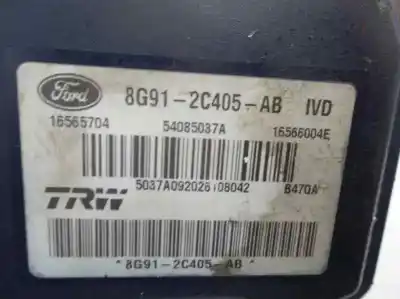 Ford 8G91-2C405-AB IVD
16565704 54085037A 16566004E
5037A092026108042 B470A
TRW
*8G91-2C405-AB*